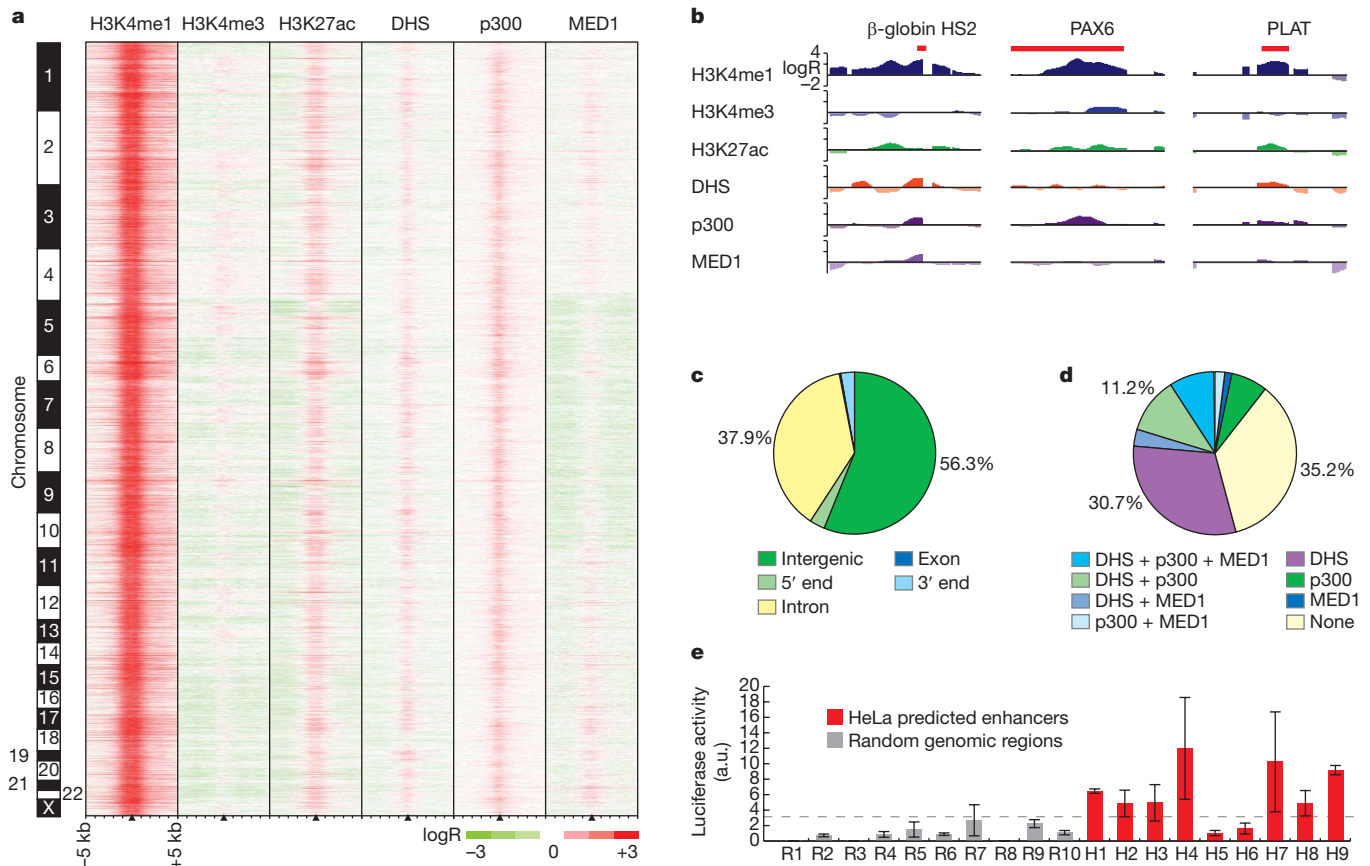 a
H3K4me1 H3K4me3 H3K27ac DHS p300 MED1
Chromosome
1
2
3
4
5
6
7
8
9
10
11
12
13
14
15
16
17
18
19
20
21
22
X
−5 kb
+5 kb
logR
−3 0 +3
b
β-globin HS2 PAX6 PLAT
4
logR
−2
H3K4me1
H3K4me3
H3K27ac
DHS
p300
MED1
c
37.9%
56.3%
Intergenic
5′ end
Intron
Exon
3′ end
d
11.2%
30.7%
35.2%
DHS + p300 + MED1
DHS + p300
DHS + MED1
p300 + MED1
DHS
p300
MED1
None
e
Luciferase activity
(a.u.)
20
18
16
14
12
10
8
6
4
2
0
HeLa predicted enhancers
Random genomic regions
R1 R2 R3 R4 R5 R6 R7 R8 R9 R10 H1 H2 H3 H4 H5 H6 H7 H8 H9